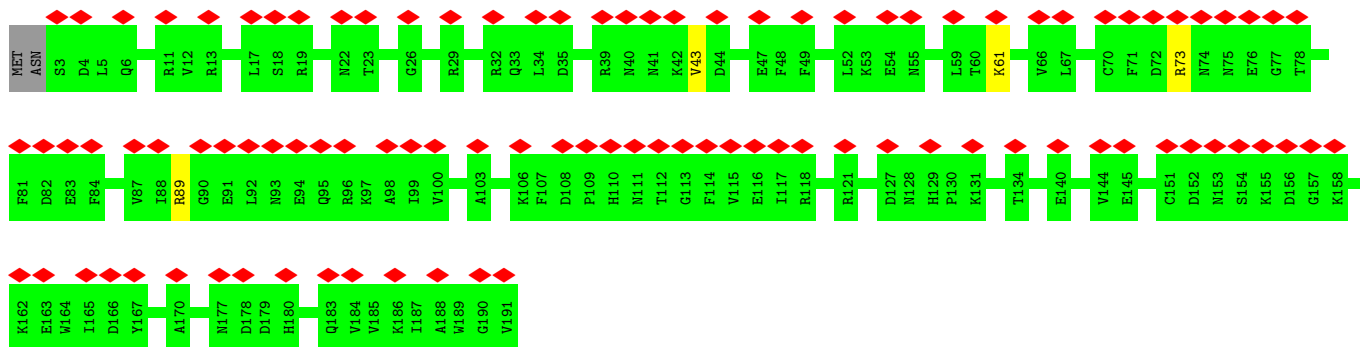 MET ASN S3 D4 L5 Q6 R11 V12 R13 L17 S18 R19 N22 T23 G26 R29 R32 Q33 L34 D35 R39 N40 N41 K42 V43 D44 E47 F48 F49 L52 K53 E54 N55 L59 T60 K61 V66 L67 C70 F71 D72 R73 N74 N75 E76 G77 T78
F81 D82 E83 F84 V87 I88 R89 G90 E91 L92 N93 E94 Q95 R96 K97 A98 I99 V100 A103 K106 F107 D108 P109 H110 N111 T112 G113 F114 V115 E116 I117 R118 R121 D127 N128 H129 P130 K131 T134 E140 V144 E145 C151 D152 N153 S154 K155 D156 G157 K158
K162 E163 W164 I165 D166 Y167 A170 N177 D178 D179 H180 Q183 V184 V185 K186 I187 A188 W189 G190 V191